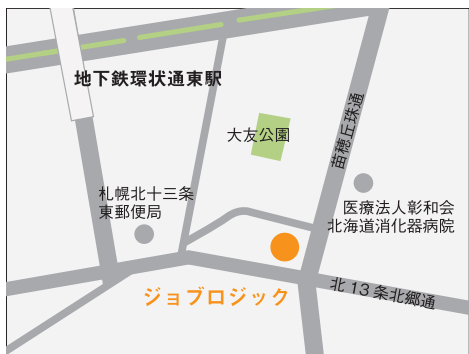 地下鉄環状通東駅
大友公園
苗穂丘珠通
札幌北十三条
東郵便局
医療法人彰和会
北海道消化器病院
ジョブロジック
北13条北郷通